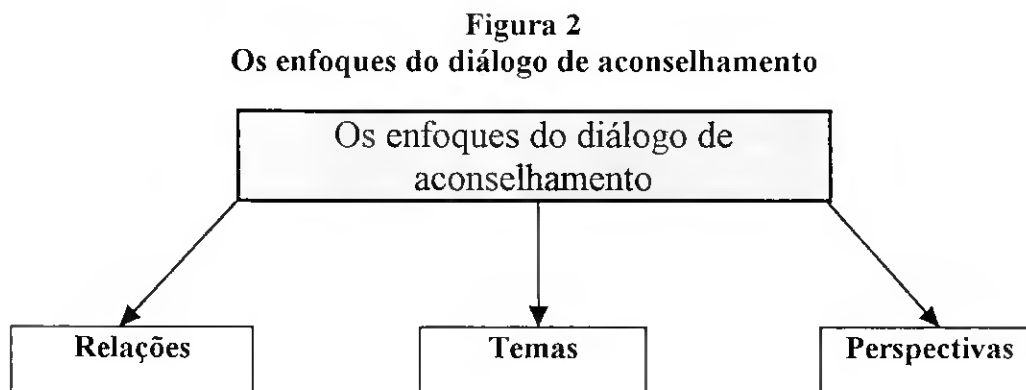 Figura 2
Os enfoques do diálogo de aconselhamento
Os enfoques do diálogo de
aconselhamento
Relações
Temas
Perspectivas